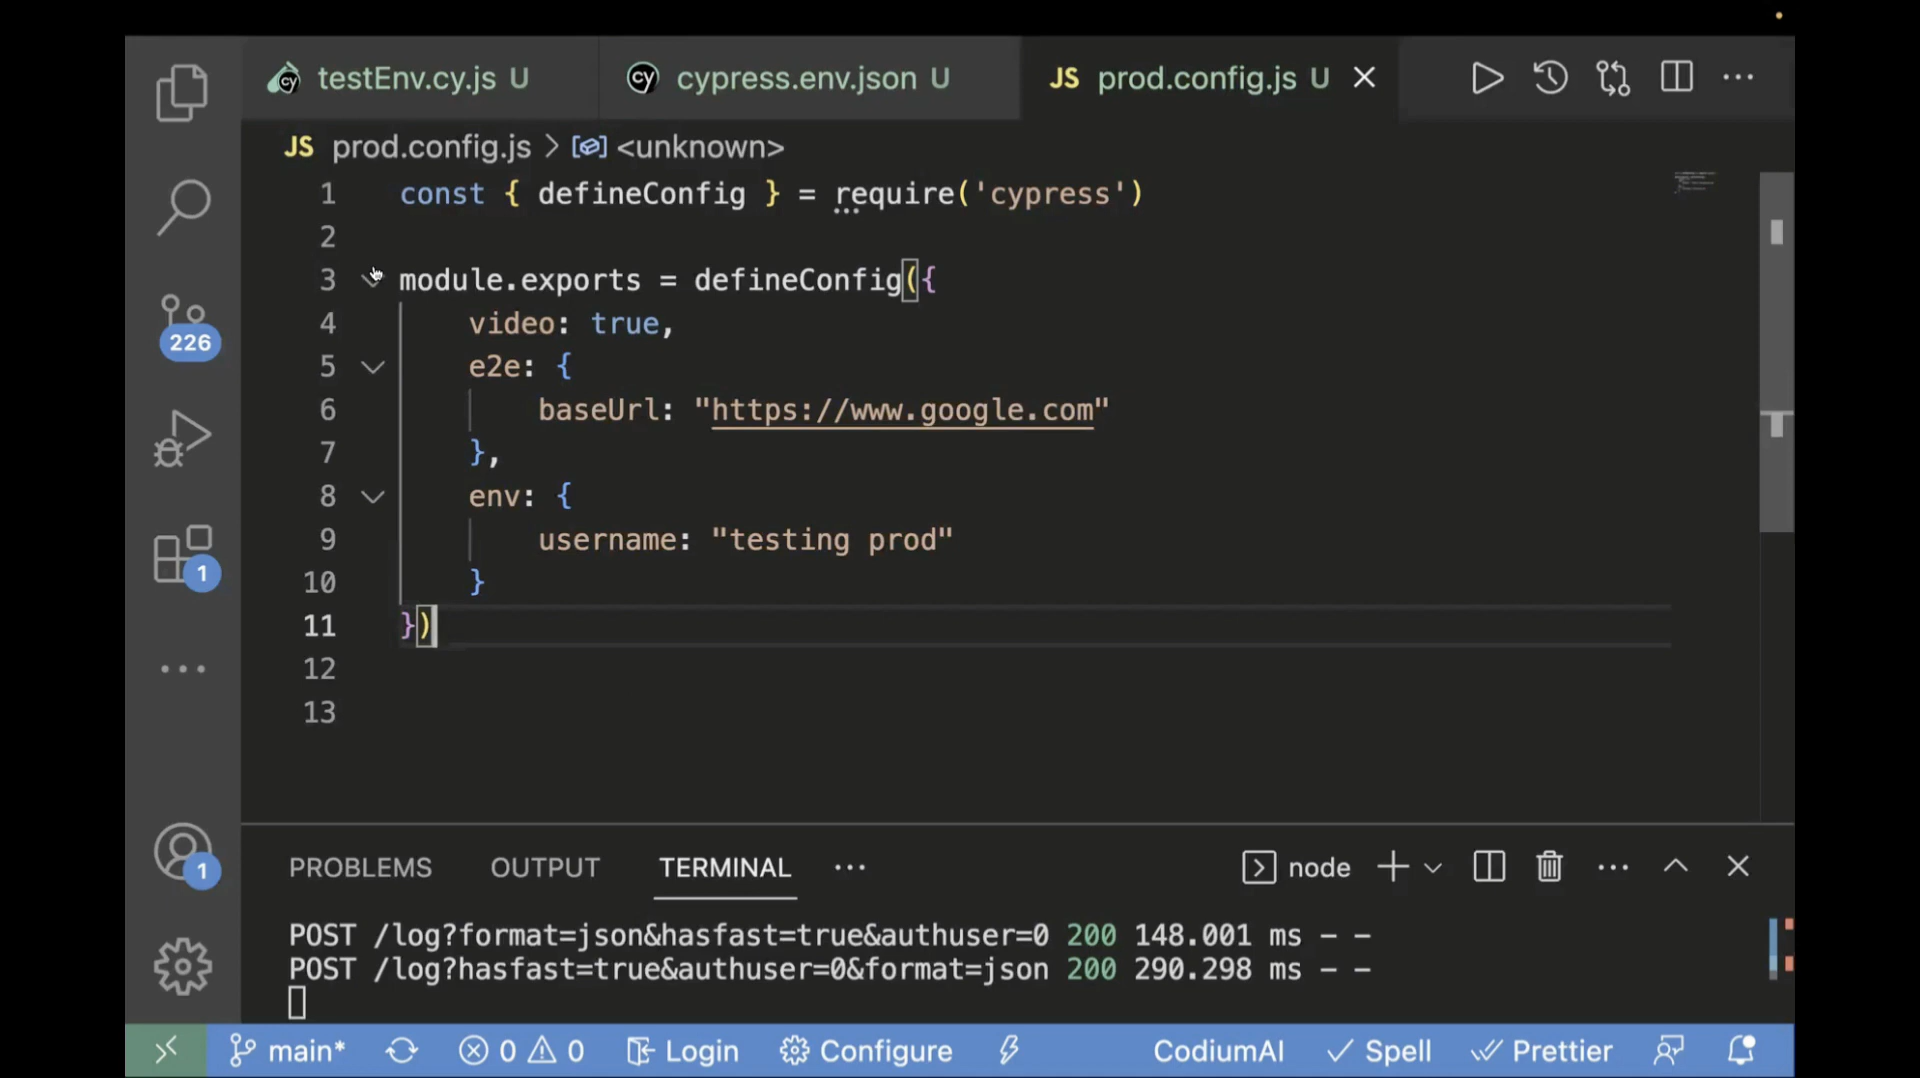 testEnv.cy.js U
cy cypress.env.json U
JS prod.config.js U
JS prod.config.js > <unknown>
1 const { defineConfig } = require('cypress')
2
3 module.exports = defineConfig({
4 video: true,
5 e2e: {
6 baseUrl: "https://www.google.com"
7 },
8 env: {
9 username: "testing prod"
10 }
11 })
12
13
226
1
1
PROBLEMS OUTPUT TERMINAL ··· node
POST /log?format=json&hasfast=true&authuser=0 200 148.001 ms - -
POST /log?hasfast=true&authuser=0&format=json 200 290.298 ms - -
main* 0 0 Login Configure CodiumAI Spell Prettier